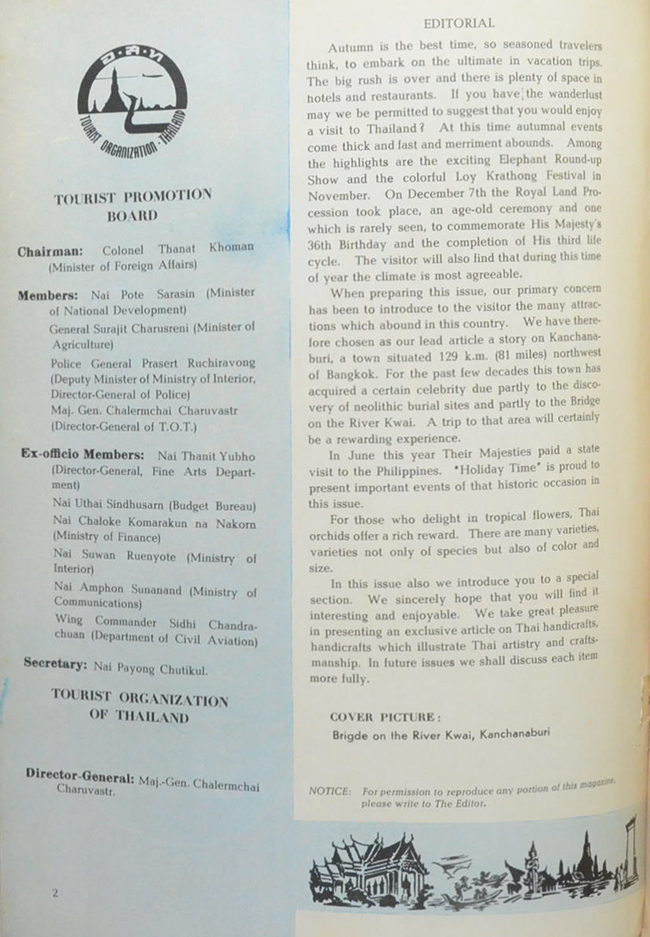 อ.ส.ท
TOURIST ORGANIZATION · THAILAND
TOURIST PROMOTION
BOARD
Chairman: Colonel Thanat Khoman
(Minister of Foreign Affairs)
Members: Nai Pote Sarasin (Minister
of National Development)
General Surajit Charusreni (Minister of
Agriculture)
Police General Prasert Ruchiravong
(Deputy Minister of Ministry of Interior,
Director-General of Police)
Maj. Gen. Chalermchai Charuvastr
(Director-General of T.O.T.)
Ex-officio Members: Nai Thanit Yubho
(Director-General, Fine Arts Depart-
ment)
Nai Uthai Sindhusarn (Budget Bureau)
Nai Chaloke Komarakun na Nakorn
(Ministry of Finance)
Nai Suwan Ruenyote (Ministry of
Interior)
Nai Amphon Sunanand (Ministry of
Communications)
Wing Commander Sidhi Chandra-
chuan (Department of Civil Aviation)
Secretary: Nai Payong Chutikul.
TOURIST ORGANIZATION
OF THAILAND
Director-General: Maj.-Gen. Chalermchai
Charuvastr.
2
EDITORIAL
Autumn is the best time, so seasoned travelers
think, to embark on the ultimate in vacation trips.
The big rush is over and there is plenty of space in
hotels and restaurants. If you have the wanderlust
may we be permitted to suggest that you would enjoy
a visit to Thailand? At this time autumnal events
come thick and fast and merriment abounds. Among
the highlights are the exciting Elephant Round-up
Show and the colorful Loy Krathong Festival in
November. On December 7th the Royal Land Pro-
cession took place, an age-old ceremony and one
which is rarely seen, to commemorate His Majesty's
36th Birthday and the completion of His third life
cycle. The visitor will also find that during this time
of year the climate is most agreeable.
When preparing this issue, our primary concern
has been to introduce to the visitor the many attrac-
tions which abound in this country. We have there-
fore chosen as our lead article a story on Kanchana-
buri, a town situated 129 k.m. (81 miles) northwest
of Bangkok. For the past few decades this town has
acquired a certain celebrity due partly to the disco-
very of neolithic burial sites and partly to the Bridge
on the River Kwai. A trip to that area will certainly
be a rewarding experience.
In June this year Their Majesties paid a state
visit to the Philippines. "Holiday Time" is proud to
present important events of that historic occasion in
this issue.
For those who delight in tropical flowers, Thai
orchids offer a rich reward. There are many varieties,
varieties not only of species but also of color and
size.
In this issue also we introduce you to a special
section. We sincerely hope that you will find it
interesting and enjoyable. We take great pleasure
in presenting an exclusive article on Thai handicrafts,
handicrafts which illustrate Thai artistry and crafts-
manship. In future issues we shall discuss each item
more fully.
COVER PICTURE :
Brigde on the River Kwai, Kanchanaburi
NOTICE: For permission to reproduce any portion of this magazine,
please write to The Editor.